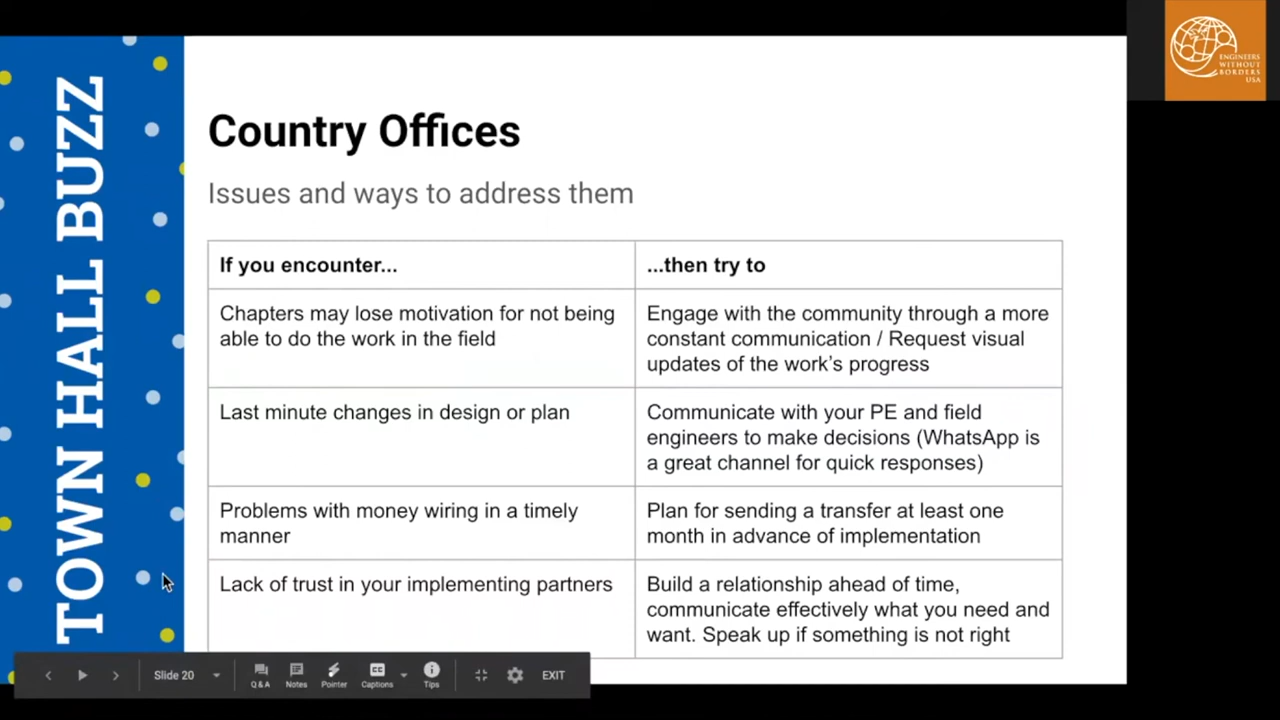 TOWN HALL BUZZ
ENGINEERS
WITHOUT
BORDERS
USA
Country Offices
Issues and ways to address them
If you encounter...
...then try to
Chapters may lose motivation for not being
able to do the work in the field
Engage with the community through a more
constant communication / Request visual
updates of the work’s progress
Last minute changes in design or plan
Communicate with your PE and field
engineers to make decisions (WhatsApp is
a great channel for quick responses)
Problems with money wiring in a timely
manner
Plan for sending a transfer at least one
month in advance of implementation
Lack of trust in your implementing partners
Build a relationship ahead of time,
communicate effectively what you need and
want. Speak up if something is not right
Slide 20
Q&A
Notes
Pointer
CC
Captions
Tips
EXIT